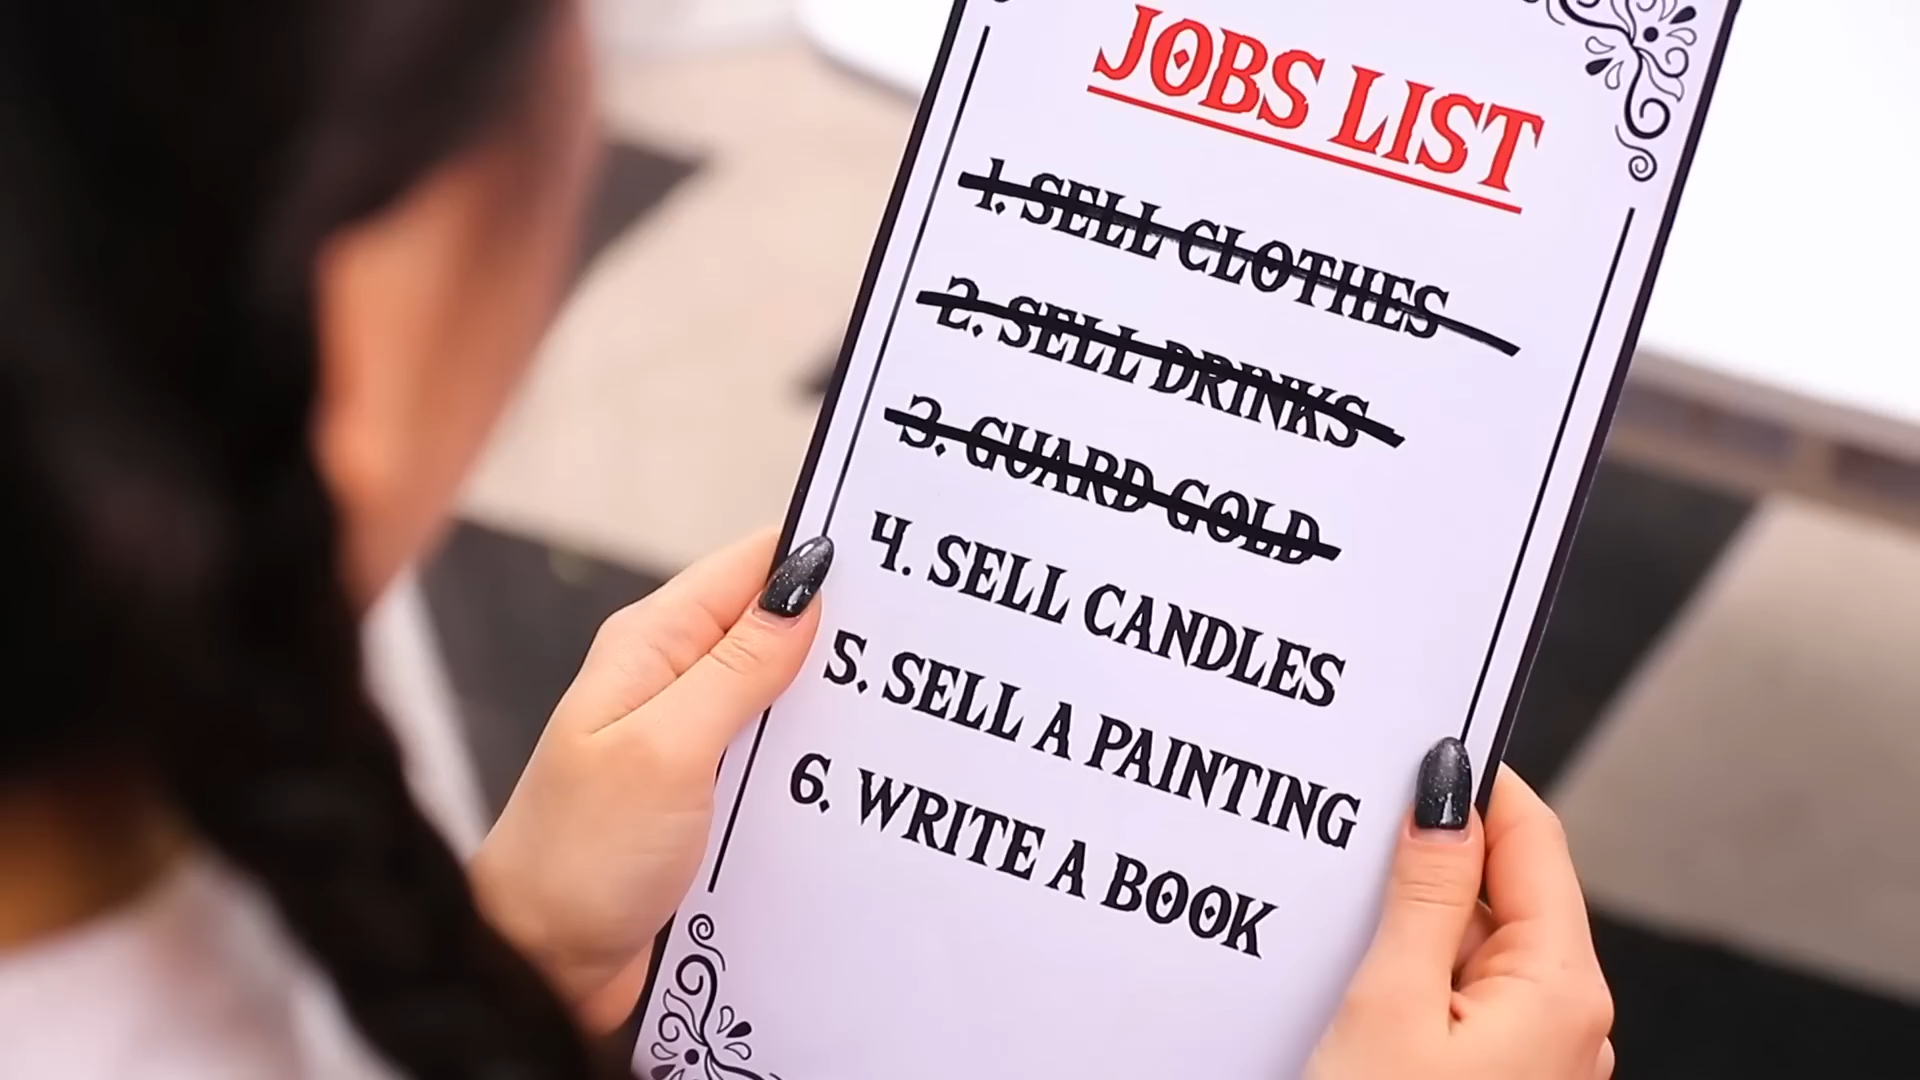 JOBS LIST
1. SELL CLOTHES
2. SELL DRINKS
3. GUARD GOLD
4. SELL CANDLES
5. SELL A PAINTING
6. WRITE A BOOK